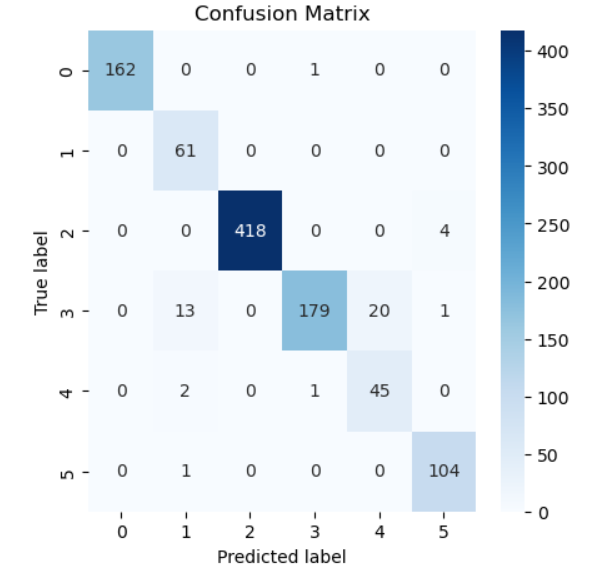 Confusion Matrix
0 162 0 0 1 0 0
1 0 61 0 0 0 0
2 0 0 418 0 0 4
3 0 13 0 179 20 1
4 0 2 0 1 45 0
5 0 1 0 0 0 104
0 1 2 3 4 5
True label
Predicted label
400
350
300
250
200
150
100
50
0